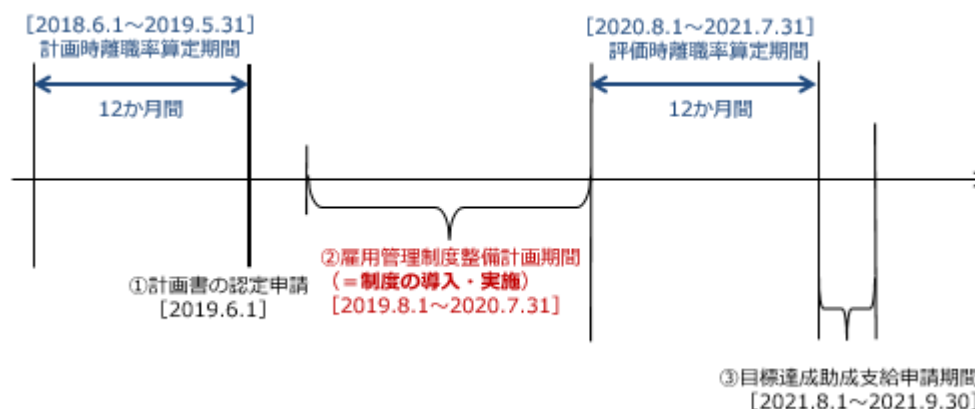 [2018.6.1～2019.5.31]
計画時離職率算定期間
12か月間
[2020.8.1～2021.7.31]
評価時離職率算定期間
12か月間
①計画書の認定申請
[2019.6.1]
②雇用管理制度整備計画期間
（＝制度の導入・実施）
[2019.8.1～2020.7.31]
③目標達成助成支給申請期間
[2021.8.1～2021.9.30]